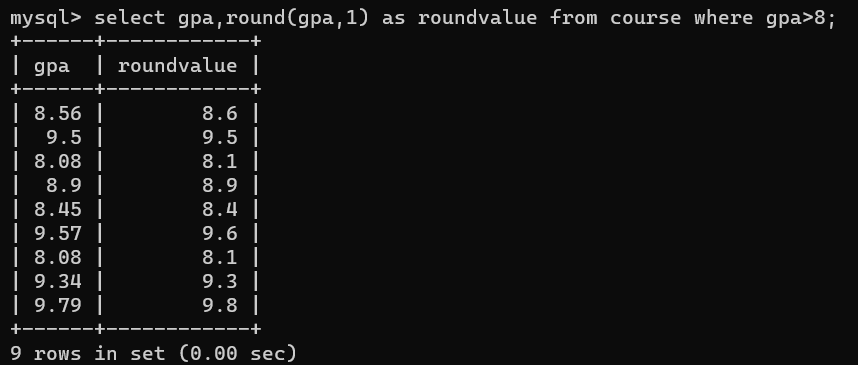 mysql> select gpa,round(gpa,1) as roundvalue from course where gpa>8;
+------+------------+
| gpa  | roundvalue |
+------+------------+
| 8.56 |        8.6 |
|  9.5 |        9.5 |
| 8.08 |        8.1 |
|  8.9 |        8.9 |
| 8.45 |        8.4 |
| 9.57 |        9.6 |
| 8.08 |        8.1 |
| 9.34 |        9.3 |
| 9.79 |        9.8 |
+------+------------+
9 rows in set (0.00 sec)